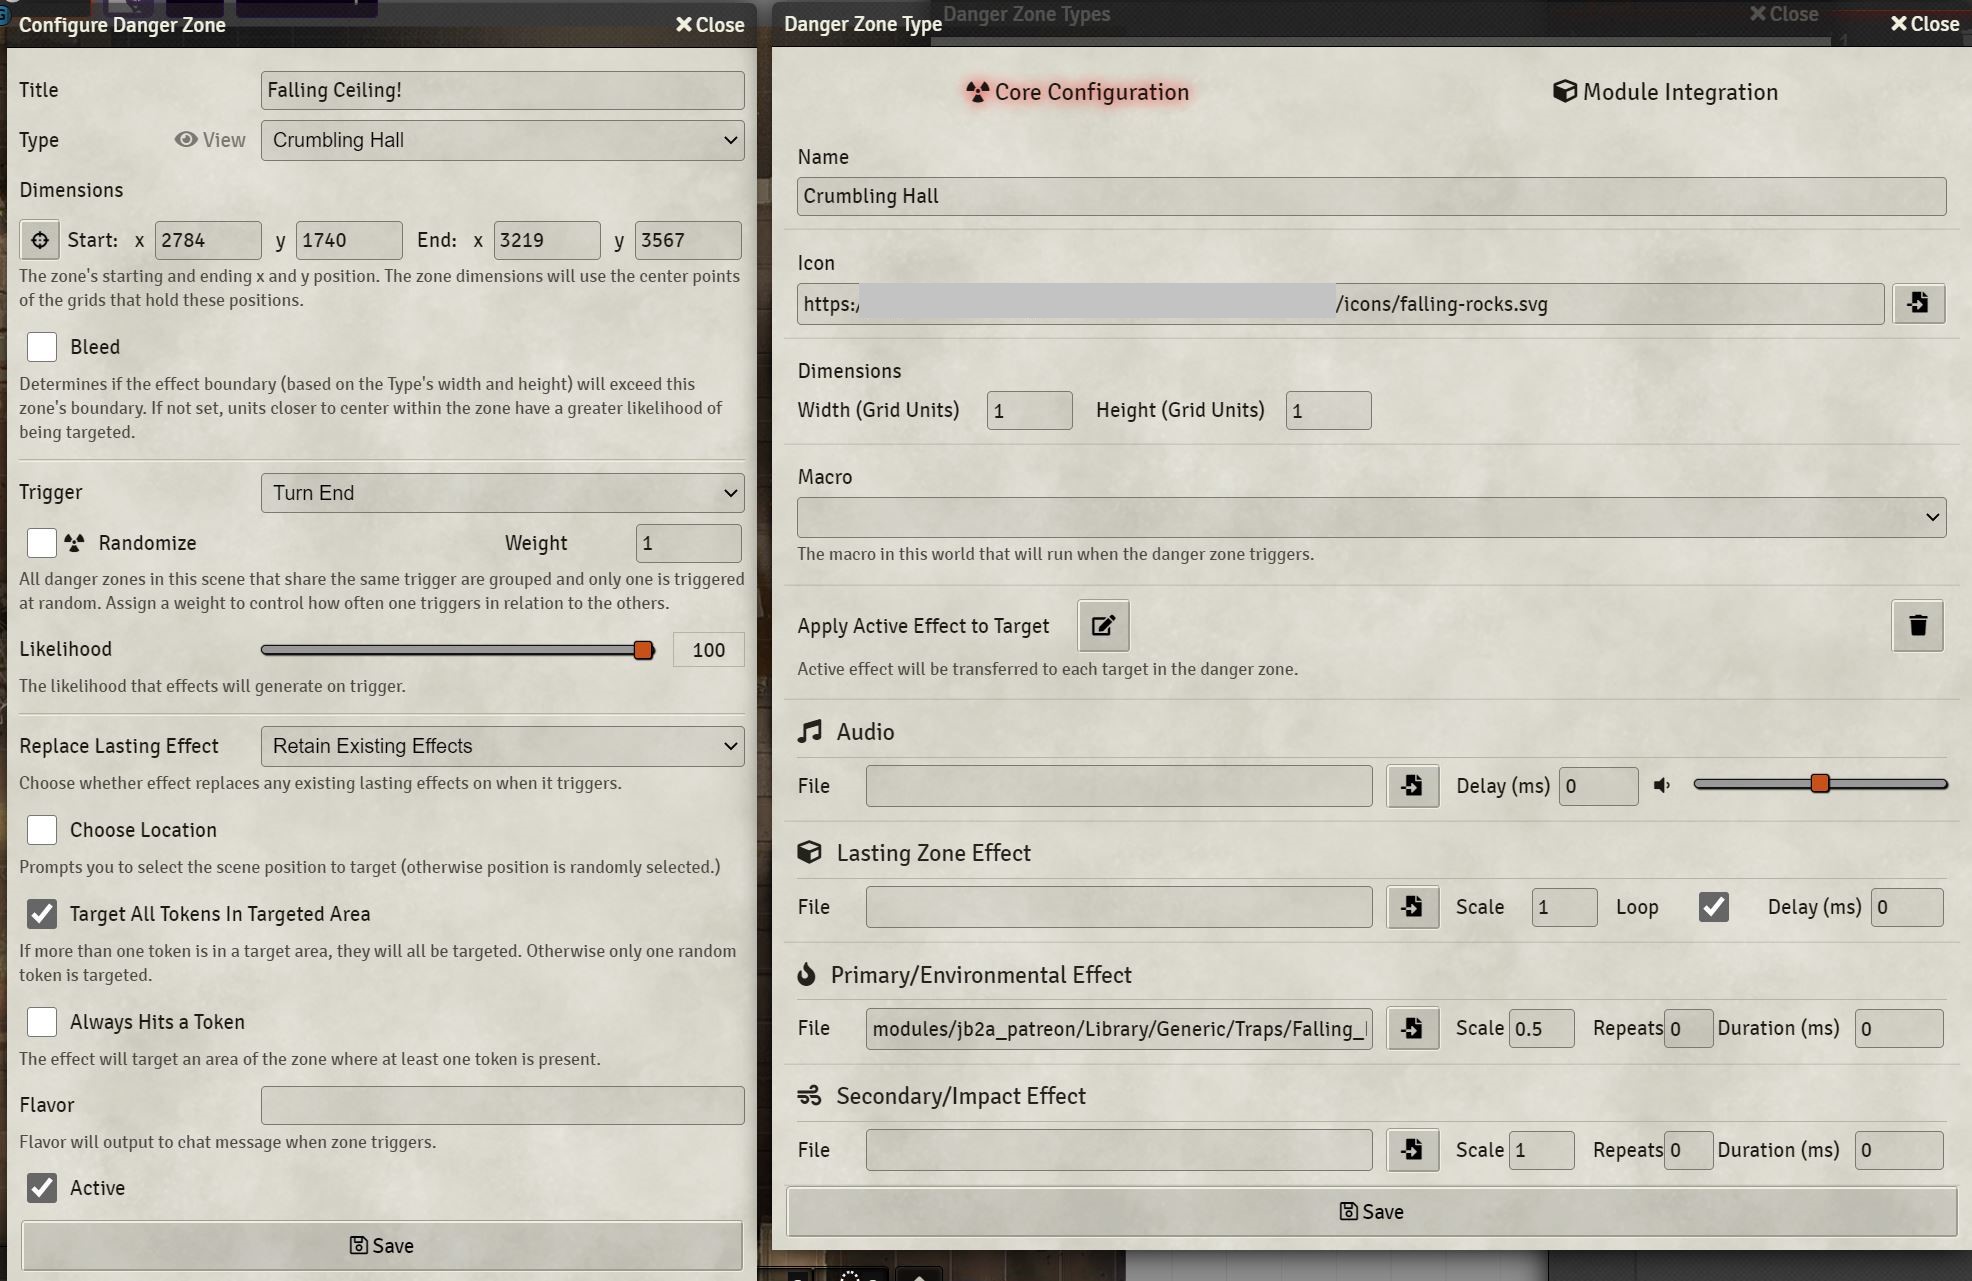 Configure Danger Zone
Close
Title
Falling Ceiling!
Type
View
Crumbling Hall
Dimensions
Start: x 2784 y 1740 End: x 3219 y 3567
The zone's starting and ending x and y position. The zone dimensions will use the center points
of the grids that hold these positions.
Bleed
Determines if the effect boundary (based on the Type's width and height) will exceed this
zone's boundary. If not set, units closer to center within the zone have a greater likelihood of
being targeted.
Trigger
Turn End
Randomize
Weight
1
All danger zones in this scene that share the same trigger are grouped and only one is triggered
at random. Assign a weight to control how often one triggers in relation to the others.
Likelihood
100
The likelihood that effects will generate on trigger.
Replace Lasting Effect
Retain Existing Effects
Choose whether effect replaces any existing lasting effects on when it triggers.
Choose Location
Prompts you to select the scene position to target (otherwise position is randomly selected.)
Target All Tokens In Targeted Area
If more than one token is in a target area, they will all be targeted. Otherwise only one random
token is targeted.
Always Hits a Token
The effect will target an area of the zone where at least one token is present.
Flavor
Flavor will output to chat message when zone triggers.
Active
Save
Danger Zone Type
Danger Zone Types
Close
Close
1
Core Configuration
Module Integration
Name
Crumbling Hall
Icon
https:/ /icons/falling-rocks.svg
Dimensions
Width (Grid Units) 1 Height (Grid Units) 1
Macro
The macro in this world that will run when the danger zone triggers.
Apply Active Effect to Target
Active effect will be transferred to each target in the danger zone.
Audio
File Delay (ms) 0
Lasting Zone Effect
File Scale 1 Loop Delay (ms) 0
Primary/Environmental Effect
File modules/jb2a_patreon/Library/Generic/Traps/Falling_ Scale 0.5 Repeats 0 Duration (ms) 0
Secondary/Impact Effect
File Scale 1 Repeats 0 Duration (ms) 0
Save